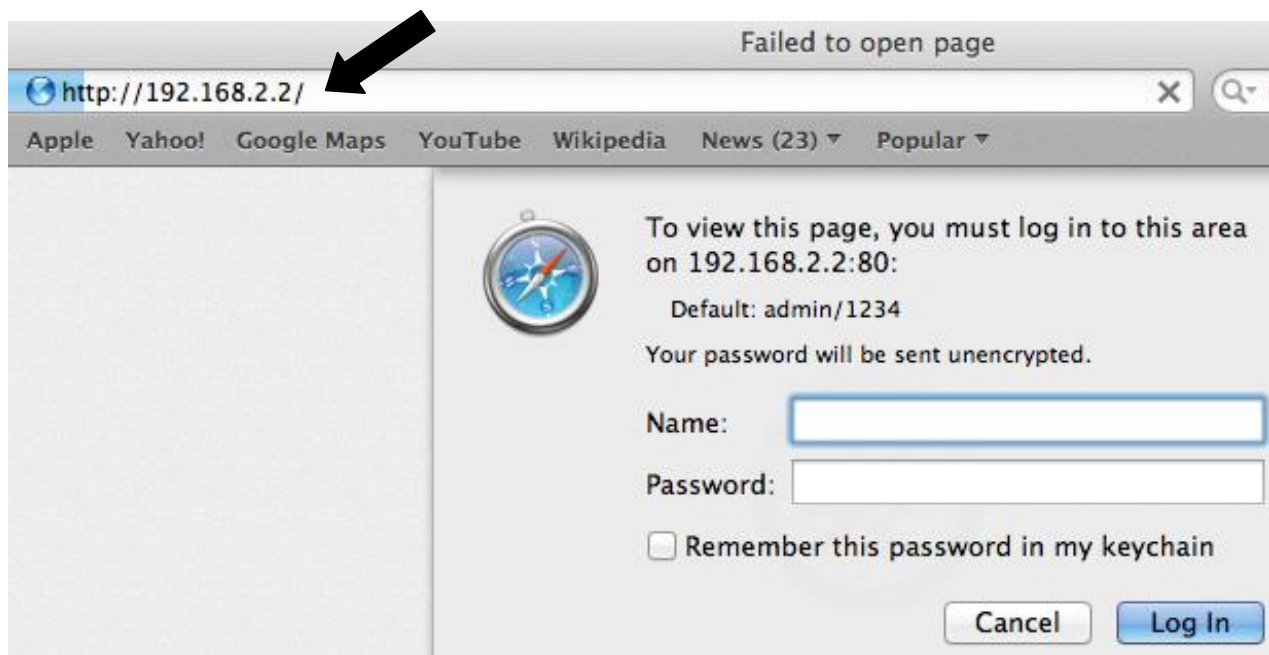 Failed to open page
http://192.168.2.2/
Apple Yahoo! Google Maps YouTube Wikipedia News (23) ▾ Popular ▾
To view this page, you must log in to this area
on 192.168.2.2:80:
Default: admin/1234
Your password will be sent unencrypted.
Name:
Password:
Remember this password in my keychain
Cancel Log In